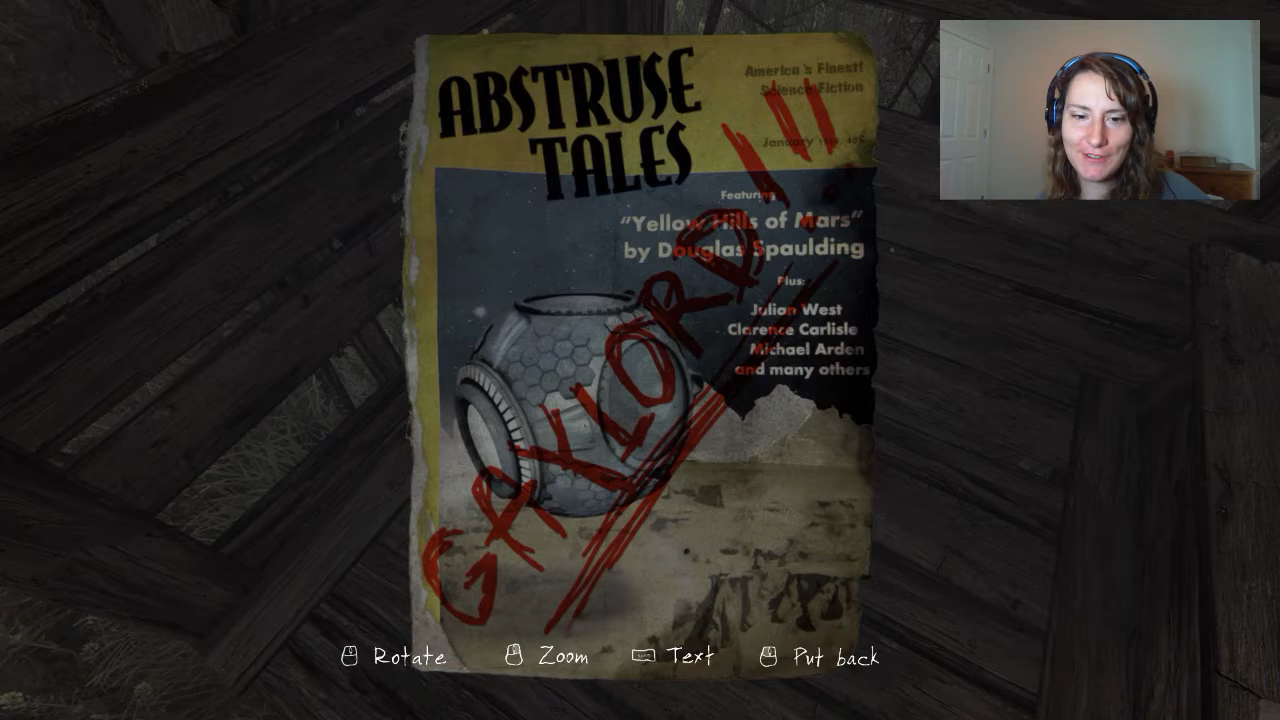 ABSTRUSE
TALES
America's Finest!
Science Fiction
January
Featuring
"Yellow Hills of Mars"
by Douglas Spaulding
Plus:
Julian West
Clarence Carlisle
Michael Arden
and many others
GAYLORD!!!
Rotate
Zoom
Text
Put back